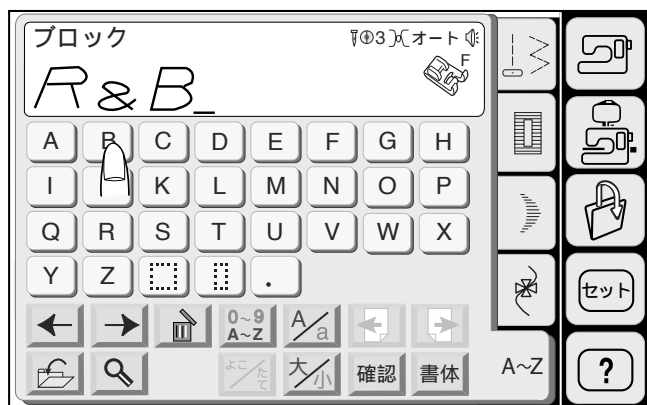 ブロック
3 オート
F
R&B_
A B C D E F G H
I K L M N O P
Q R S T U V W X
Y Z .
0~9
A~Z
A/a
よこ/たて
大/小
確認
書体
A~Z
セット
?